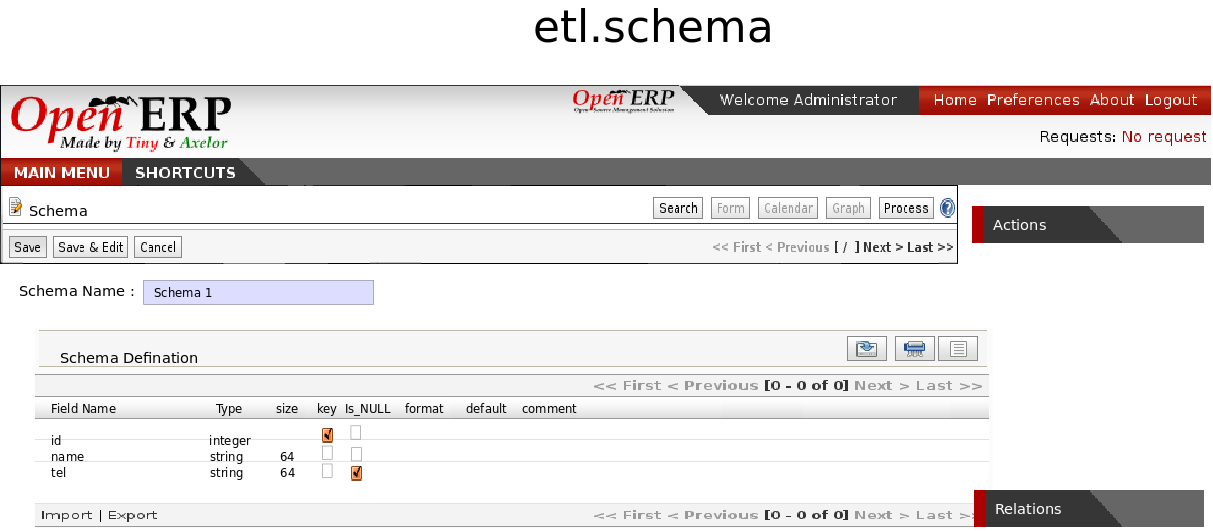 etl.schema
Open ERP
Made by Tiny & Axelor
Open ERP
Open Source Management Solution
Welcome Administrator
Home Preferences About Logout
Requests: No request
MAIN MENU SHORTCUTS
Schema
Search Form Calendar Graph Process ?
Actions
Save Save & Edit Cancel
<< First < Previous [ / ] Next > Last >>
Schema Name : Schema 1
Schema Defination
<< First < Previous [0 - 0 of 0] Next > Last >>
Field Name Type size key Is_NULL format default comment
id integer
name string 64
tel string 64
Import | Export << First < Previous [0 - 0 of 0] Next > Last >
Relations